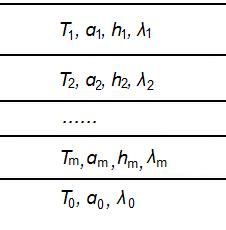 T₁, a₁, h₁, λ₁
T₂, a₂, h₂, λ₂
......
Tₘ, aₘ, hₘ, λₘ
T₀, a₀, λ₀